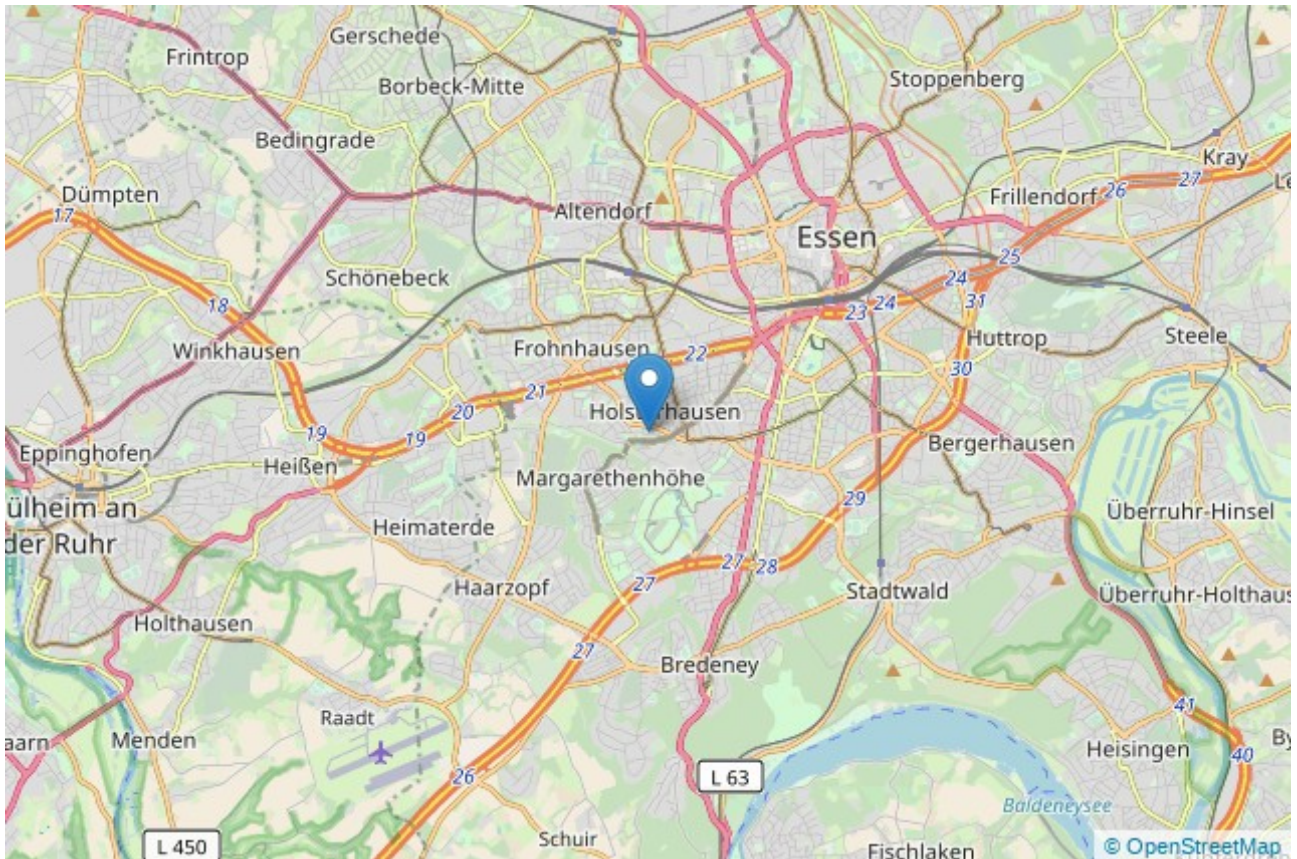 Gerschede
Frintrop
Borbeck-Mitte
Stoppenberg
Bedingrade
Kray
27
26
Dümpten
Frillendorf
17
Altendorf
Essen
25
24
Schönebeck
31
24
18
23
Huttrop
Steele
Winkhausen
Frohnhausen
22
30
21
20
Holsterhausen
19
19
Bergerhausen
Eppinghofen
Heißen
Margarethenhöhe
29
ülheim an
der Ruhr
Überruhr-Hinsel
Heimaterde
27
28
27
Haarzopf
Stadtwald
Überruhr-Holthaus
Holthausen
27
Bredeney
Raadt
41
aarn
Menden
Heisingen
By
40
26
L 63
Baldeneysee
L 450
Schuir
Fischlaken
© OpenStreetMap